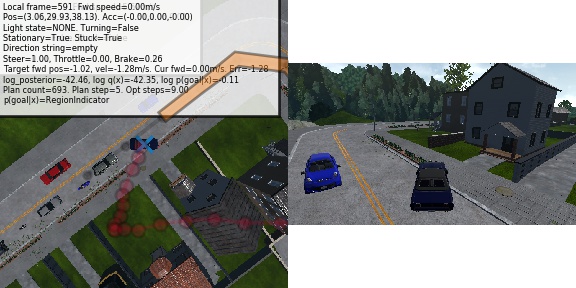 Local frame=591. Fwd speed=0.00m/s
Pos=(3.06,29.93,38.13). Acc=(-0.00,0.00,-0.00)
Light state=NONE. Turning=False
Stationary=True. Stuck=True
Direction string=empty
Steer=1.00, Throttle=0.00, Brake=0.26
Target fwd pos=-1.02, vel=-1.28m/s. Cur fwd=0.00m/s. Err=-1.28
log_posterior=-42.46, log q(x)=-42.35, log p(goal|x)=-0.11
Plan count=693. Plan step=5. Opt steps=9.00
p(goal|x)=RegionIndicator